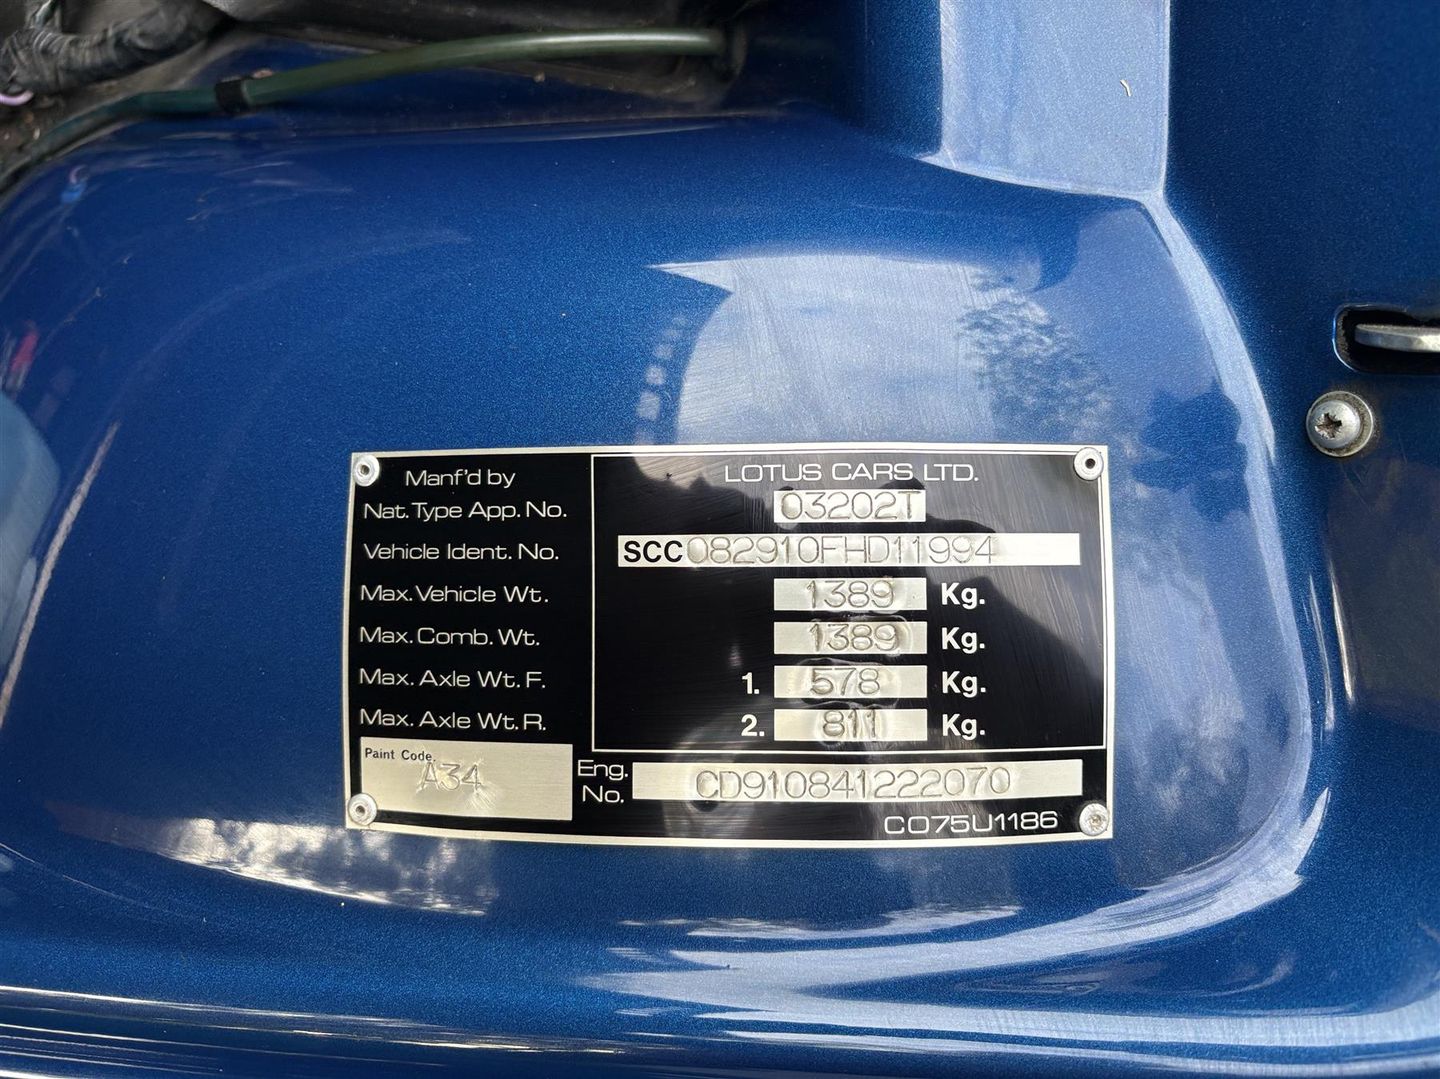 Manf'd by LOTUS CARS LTD.
Nat. Type App. No. 03202T
Vehicle Ident. No. SCC082910FHD11994
Max. Vehicle Wt. 1389 Kg.
Max. Comb. Wt. 1389 Kg.
Max. Axle Wt. F. 1. 578 Kg.
Max. Axle Wt. R. 2. 811 Kg.
Paint Code. A34
Eng. No. CD910841222070
CO75U1186